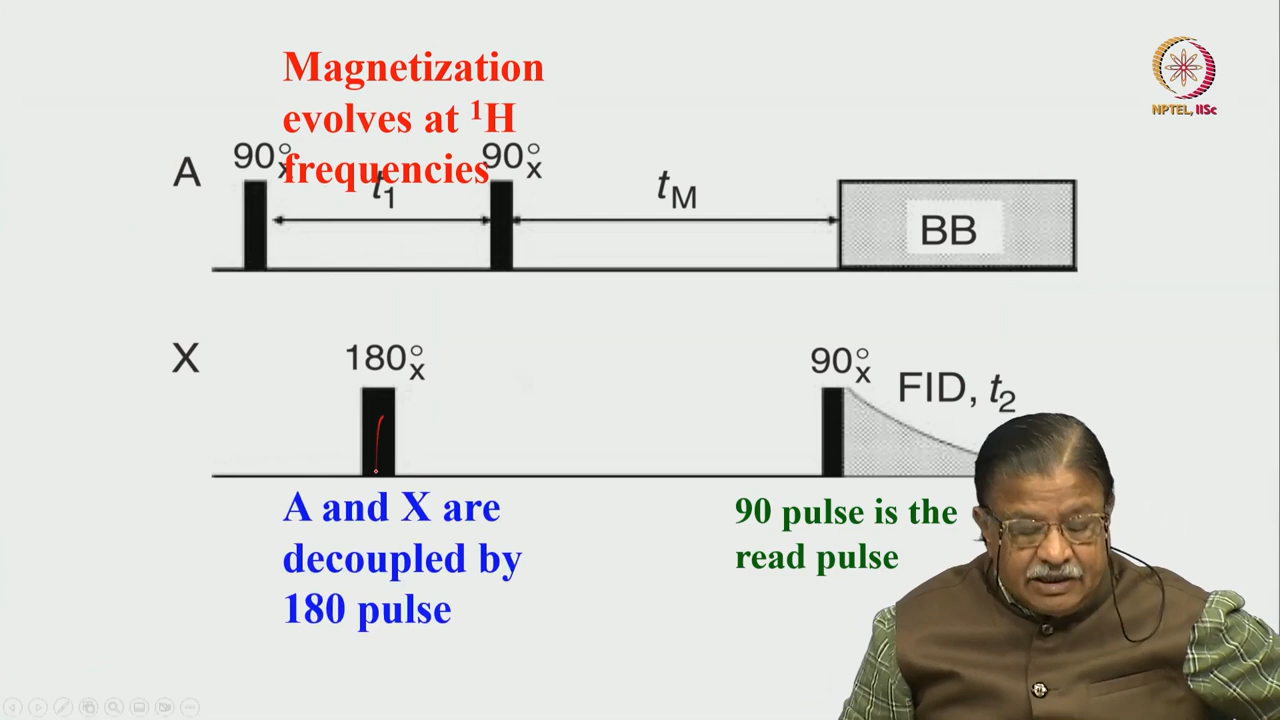 Magnetization
evolves at ¹H
frequencies
NPTEL, IISc
A
90°x
t1
90°x
tM
BB
X
180°x
90°x
FID, t2
A and X are
decoupled by
180 pulse
90 pulse is the
read pulse